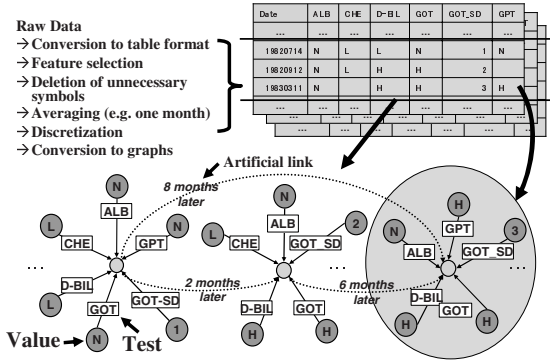 Raw Data
→Conversion to table format
→Feature selection
→Deletion of unnecessary
symbols
→Averaging (e.g. one month)
→Discretization
→Conversion to graphs
Date ALB CHE D-BIL GOT GOT_SD GPT
... ... ... ... ... ... ...
19820714 N L L N 1 N
19820912 N L H H 2
19830311 N H H 3 H
... ... ... ... ... ... ...
Artificial link
8 months
later
N
ALB
L
CHE
N
GPT
L
D-BIL
GOT
GOT-SD
N
1
Value
Test
...
2 months
later
N
ALB
L
CHE
2
GOT_SD
D-BIL
GOT
H
H
6 months
later
H
GPT
N
ALB
3
GOT_SD
D-BIL
GOT
H
H
...